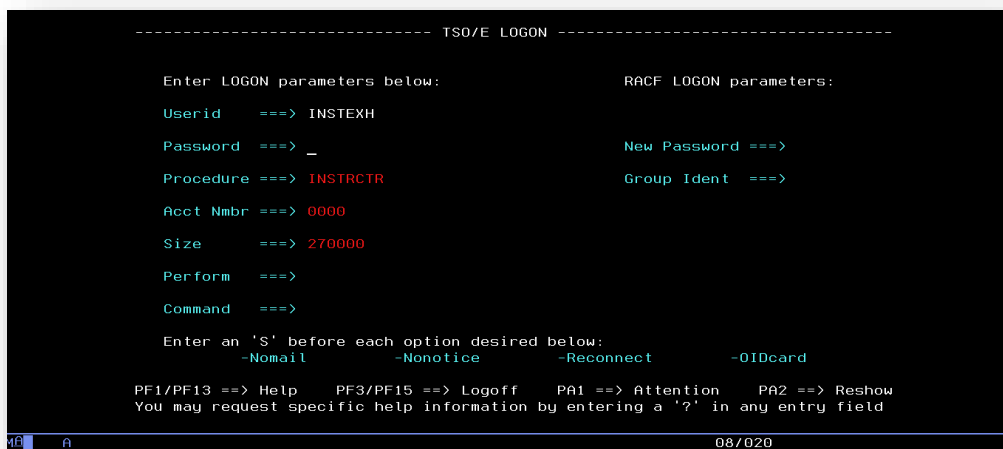 ------------------------------- TSO/E LOGON -----------------------------------
Enter LOGON parameters below: RACF LOGON parameters:
Userid ===> INSTEXH
Password ===> _ New Password ===>
Procedure ===> INSTRCTR Group Ident ===>
Acct Nmbr ===> 0000
Size ===> 270000
Perform ===>
Command ===>
Enter an 'S' before each option desired below:
-Nomail -Nonotice -Reconnect -OIDcard
PF1/PF13 ==> Help PF3/PF15 ==> Logoff PA1 ==> Attention PA2 ==> Reshow
You may request specific help information by entering a '?' in any entry field
MA A 08/020